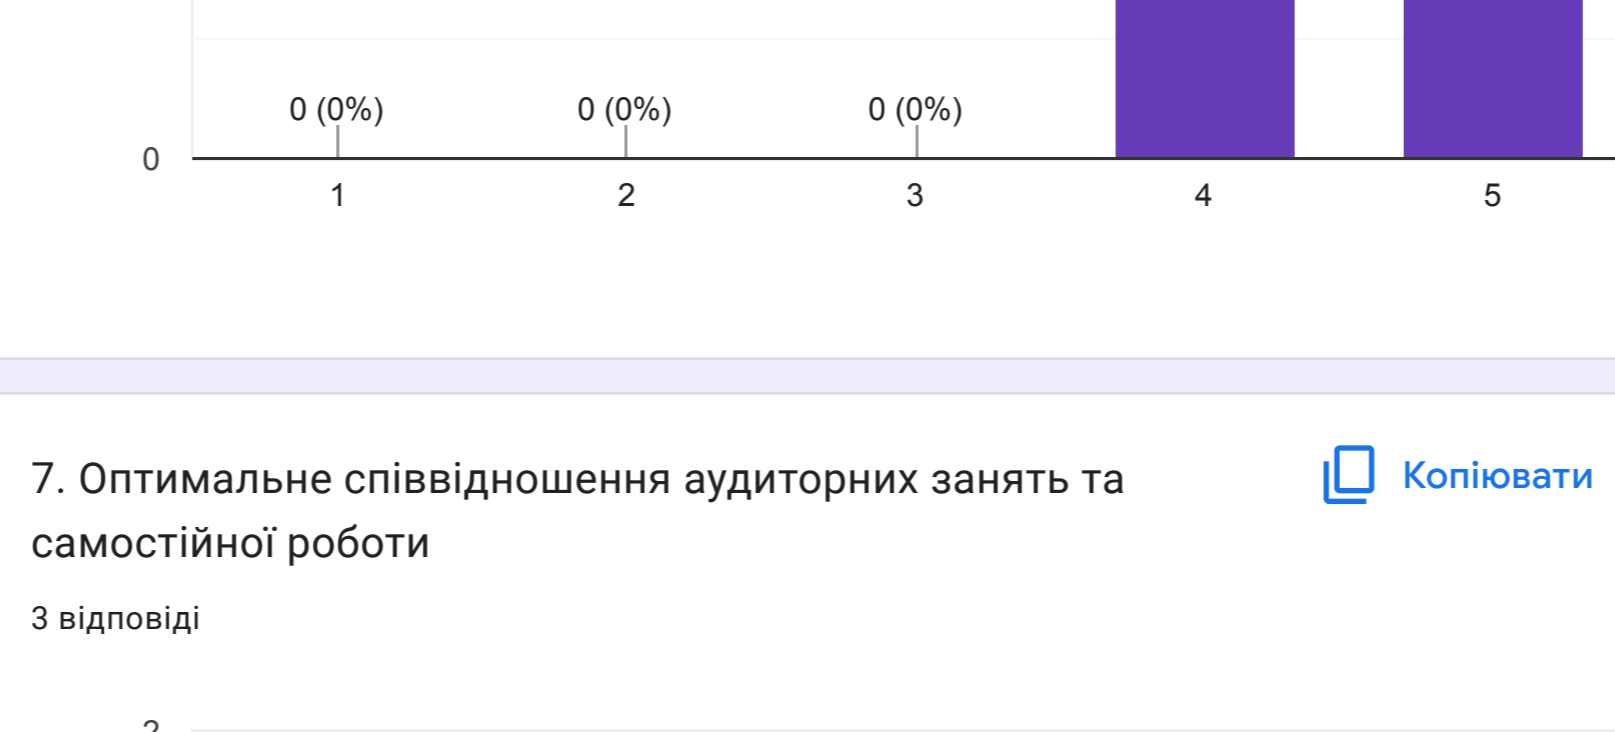 0 (0%) 0 (0%) 0 (0%)
0
1 2 3 4 5
7. Оптимальне співвідношення аудиторних занять та
самостійної роботи
Копіювати
3 відповіді
2